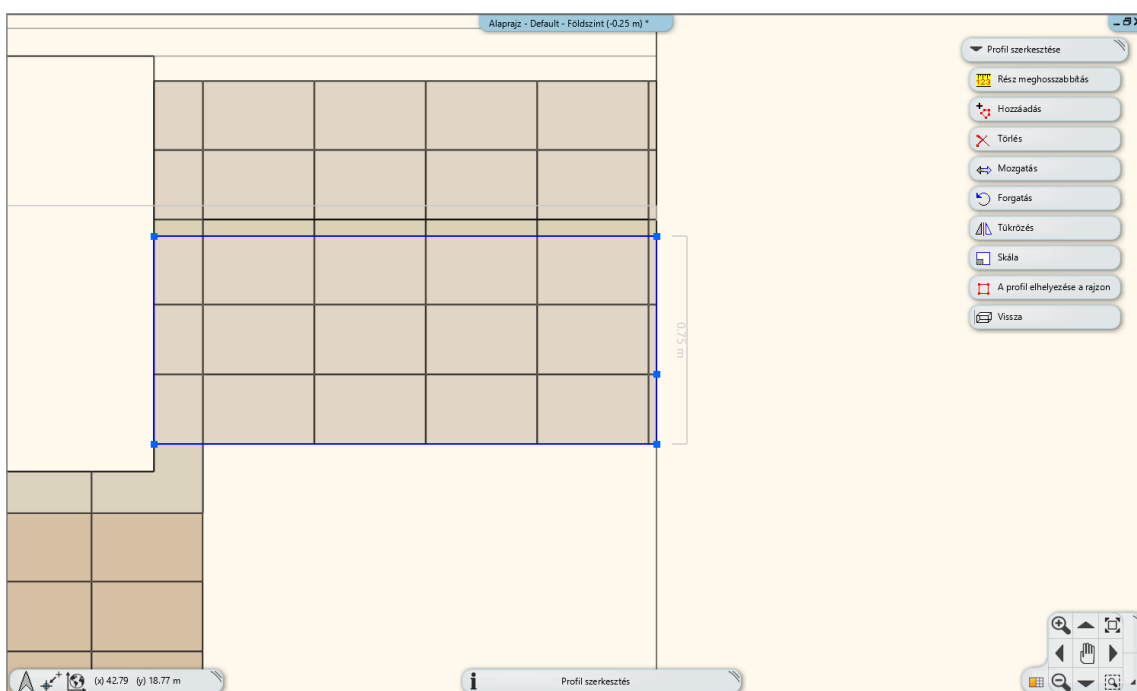 Alaprajz - Default - Földszint (-0.25 m) *
Profil szerkesztése
Rész meghosszabbítás
Hozzáadás
Törlés
Mozgatás
Forgatás
Tükrözés
Skála
A profil elhelyezése a rajzon
Vissza
0.75 m
(x) 42.79 (y) 18.77 m
Profil szerkesztés